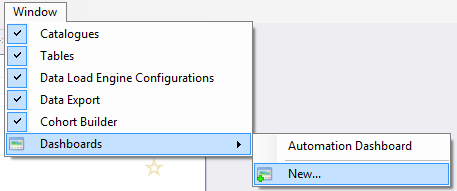 Window
Catalogues
Tables
Data Load Engine Configurations
Data Export
Cohort Builder
Dashboards
Automation Dashboard
New...